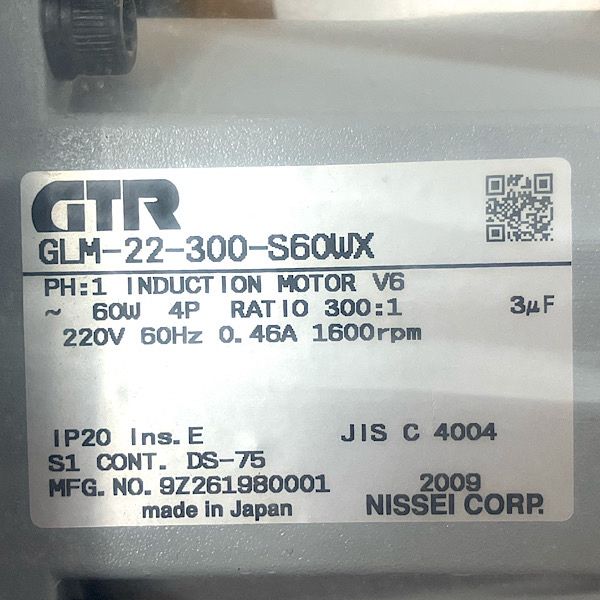 GTR
GLM-22-300-S60WX
PH:1 INDUCTION MOTOR V6
~ 60W 4P RATIO 300:1 3μF
220V 60Hz 0.46A 1600rpm
IP20 Ins.E JIS C 4004
S1 CONT. DS-75
MFG.NO.9Z261980001 2009
made in Japan NISSEI CORP.